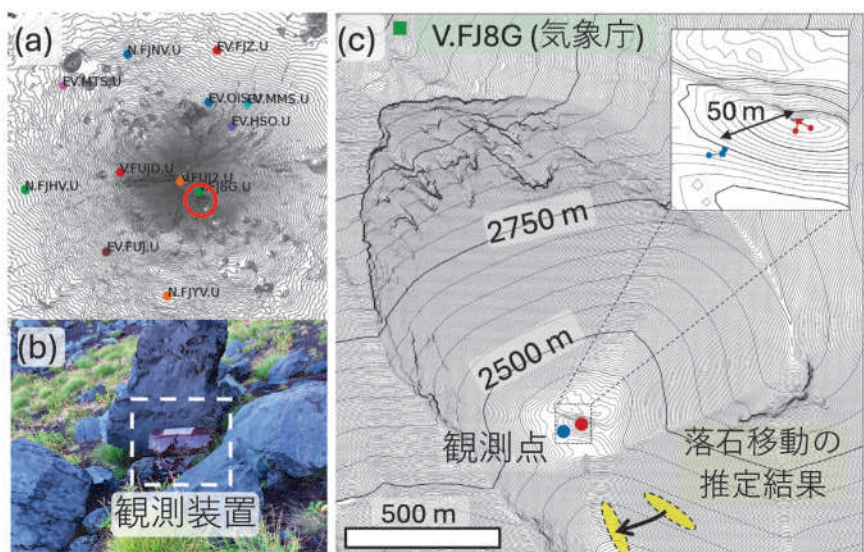 (a)
N.FJNV.U
EV.FJZ.U
EV.MTS.U
EV.OIS.U
EV.MMS.U
EV.HSO.U
V.FUJD.U
V.FUJ2.U
N.FJHV.U
EV.FUJ.U
N.FJYV.U
(b)
観測装置
(c)
V.FJ8G (気象庁)
50 m
2750 m
2500 m
観測点
落石移動の
推定結果
500 m